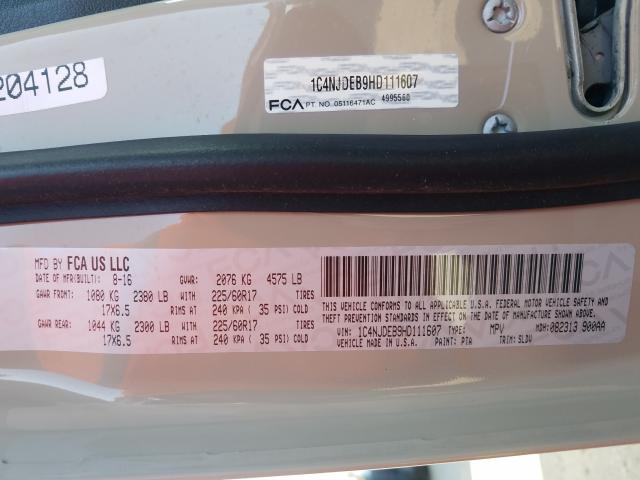 204128
1C4NJDEB9HD111607
FCA PT NO. 05116471AC 4995560
MFD BY FCA US LLC
DATE OF MFR(BUILT): 8-16 GVWR: 2076 KG 4575 LB
GAWR FRONT: 1080 KG 2380 LB WITH 225/60R17 TIRES
17X6.5 RIMS AT 240 KPA ( 35 PSI) COLD
GAWR REAR: 1044 KG 2300 LB WITH 225/60R17 TIRES
17X6.5 RIMS AT 240 KPA ( 35 PSI) COLD
THIS VEHICLE CONFORMS TO ALL APPLICABLE U.S.A. FEDERAL MOTOR VEHICLE SAFETY AND
THEFT PREVENTION STANDARDS IN EFFECT ON THE DATE OF MANUFACTURE SHOWN ABOVE.
VIN: 1C4NJDEB9HD111607 TYPE: MPV MDH: 082313 900AA
VEHICLE MADE IN U.S.A. PAINT: PTA TRIM: SLDV